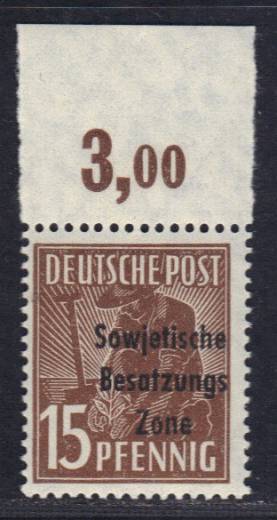 3,00
DEUTSCHE POST
Sowjetische
Besatzungs
Zone
15 PFENNIG